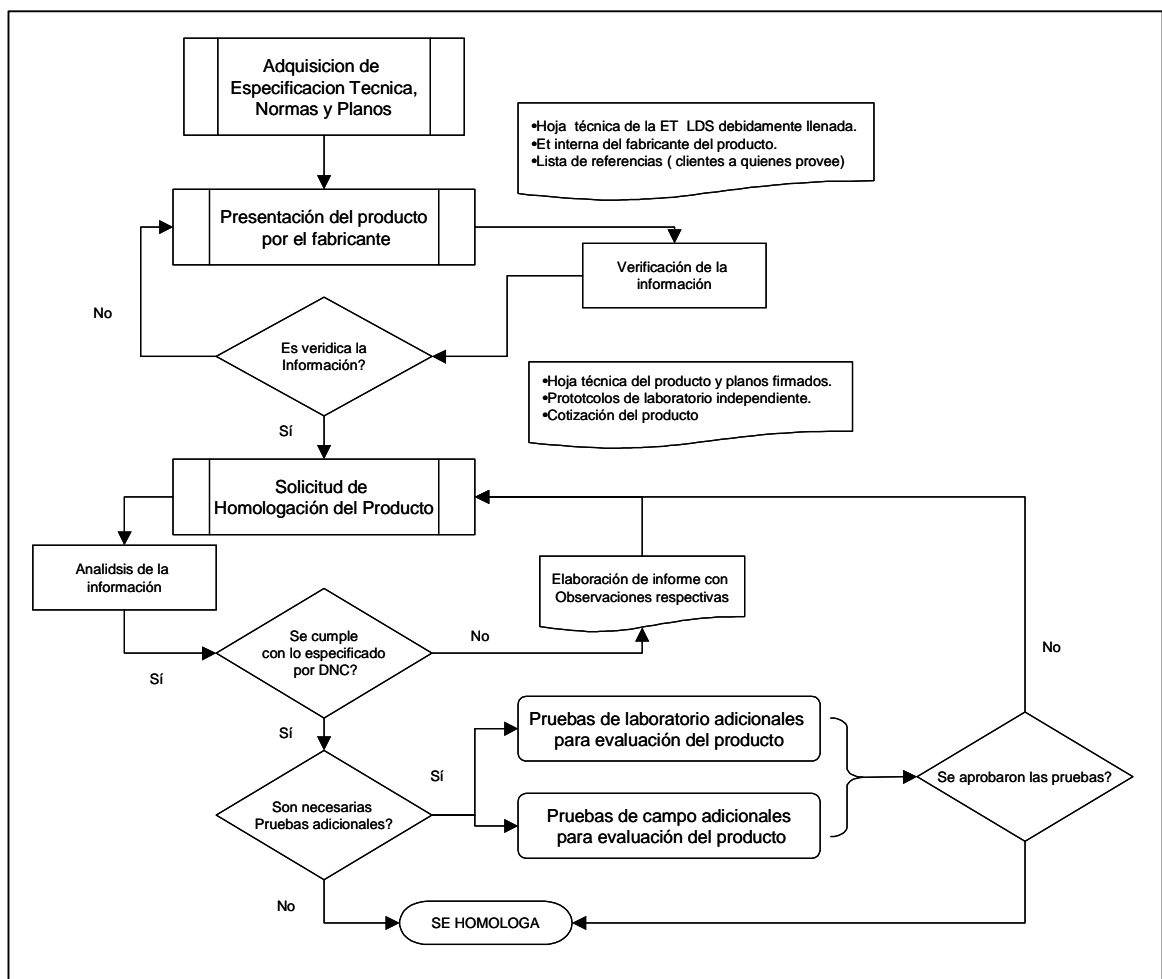 Adquisicion de
Especificacion Tecnica,
Normas y Planos
•Hoja técnica de la ET LDS debidamente llenada.
•Et interna del fabricante del producto.
•Lista de referencias ( clientes a quienes provee)
Presentación del producto
por el fabricante
Verificación de la
información
No
Es veridica la
Información?
•Hoja técnica del producto y planos firmados.
•Prototcolos de laboratorio independiente.
•Cotización del producto
Sí
Solicitud de
Homologación del Producto
Analidsis de la
información
Elaboración de informe con
Observaciones respectivas
Se cumple
con lo especificado
por DNC?
No
No
Sí
Sí
Pruebas de laboratorio adicionales
para evaluación del producto
Sí
Se aprobaron las pruebas?
Son necesarias
Pruebas adicionales?
Pruebas de campo adicionales
para evaluación del producto
No
SE HOMOLOGA